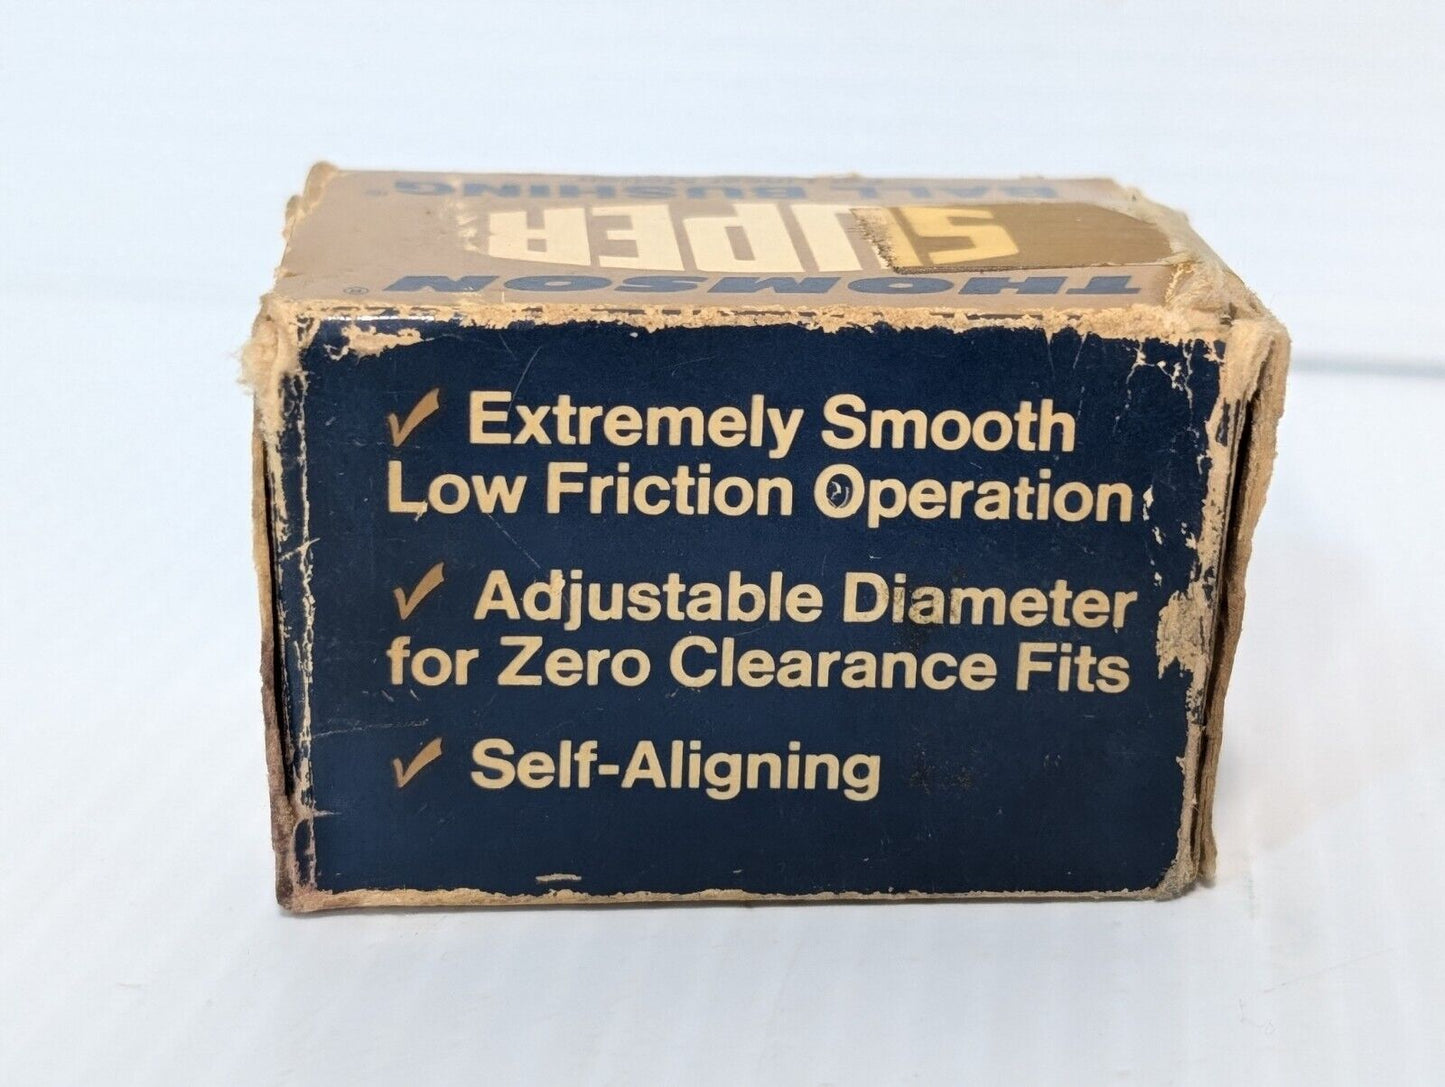 THOMSON®
SUPER
BALL BUSHING®
✓ Extremely Smooth
Low Friction Operation
✓ Adjustable Diameter
for Zero Clearance Fits
✓ Self-Aligning